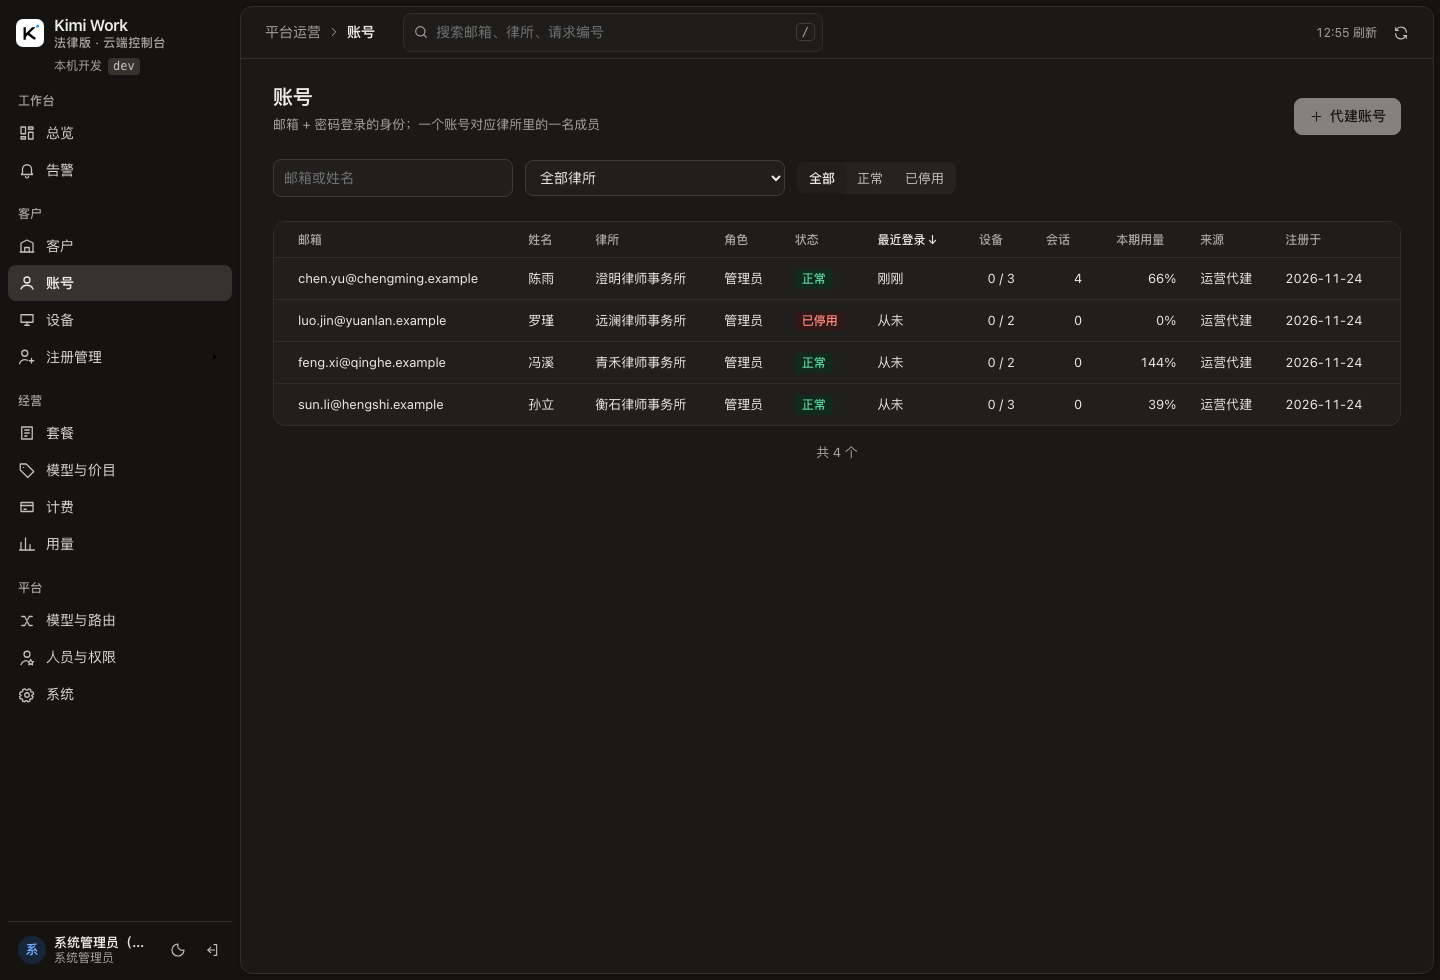 Kimi Work
法律版 · 云端控制台
本机开发 dev
工作台
总览
告警
客户
客户
账号
设备
注册管理
经营
套餐
模型与价目
计费
用量
平台
模型与路由
人员与权限
系统
系 系统管理员（...
系统管理员
平台运营 账号 搜索邮箱、律所、请求编号 / 12:55 刷新
账号
邮箱 + 密码登录的身份；一个账号对应律所里的一名成员
代建账号
邮箱或姓名 全部律所 全部 正常 已停用
邮箱 姓名 律所 角色 状态 最近登录↓ 设备 会话 本期用量 来源 注册于
chen.yu@chengming.example 陈雨 澄明律师事务所 管理员 正常 刚刚 0 / 3 4 66% 运营代建 2026-11-24
luo.jin@yuanlan.example 罗瑾 远澜律师事务所 管理员 已停用 从未 0 / 2 0 0% 运营代建 2026-11-24
feng.xi@qinghe.example 冯溪 青禾律师事务所 管理员 正常 从未 0 / 2 0 144% 运营代建 2026-11-24
sun.li@hengshi.example 孙立 衡石律师事务所 管理员 正常 从未 0 / 3 0 39% 运营代建 2026-11-24
共 4 个